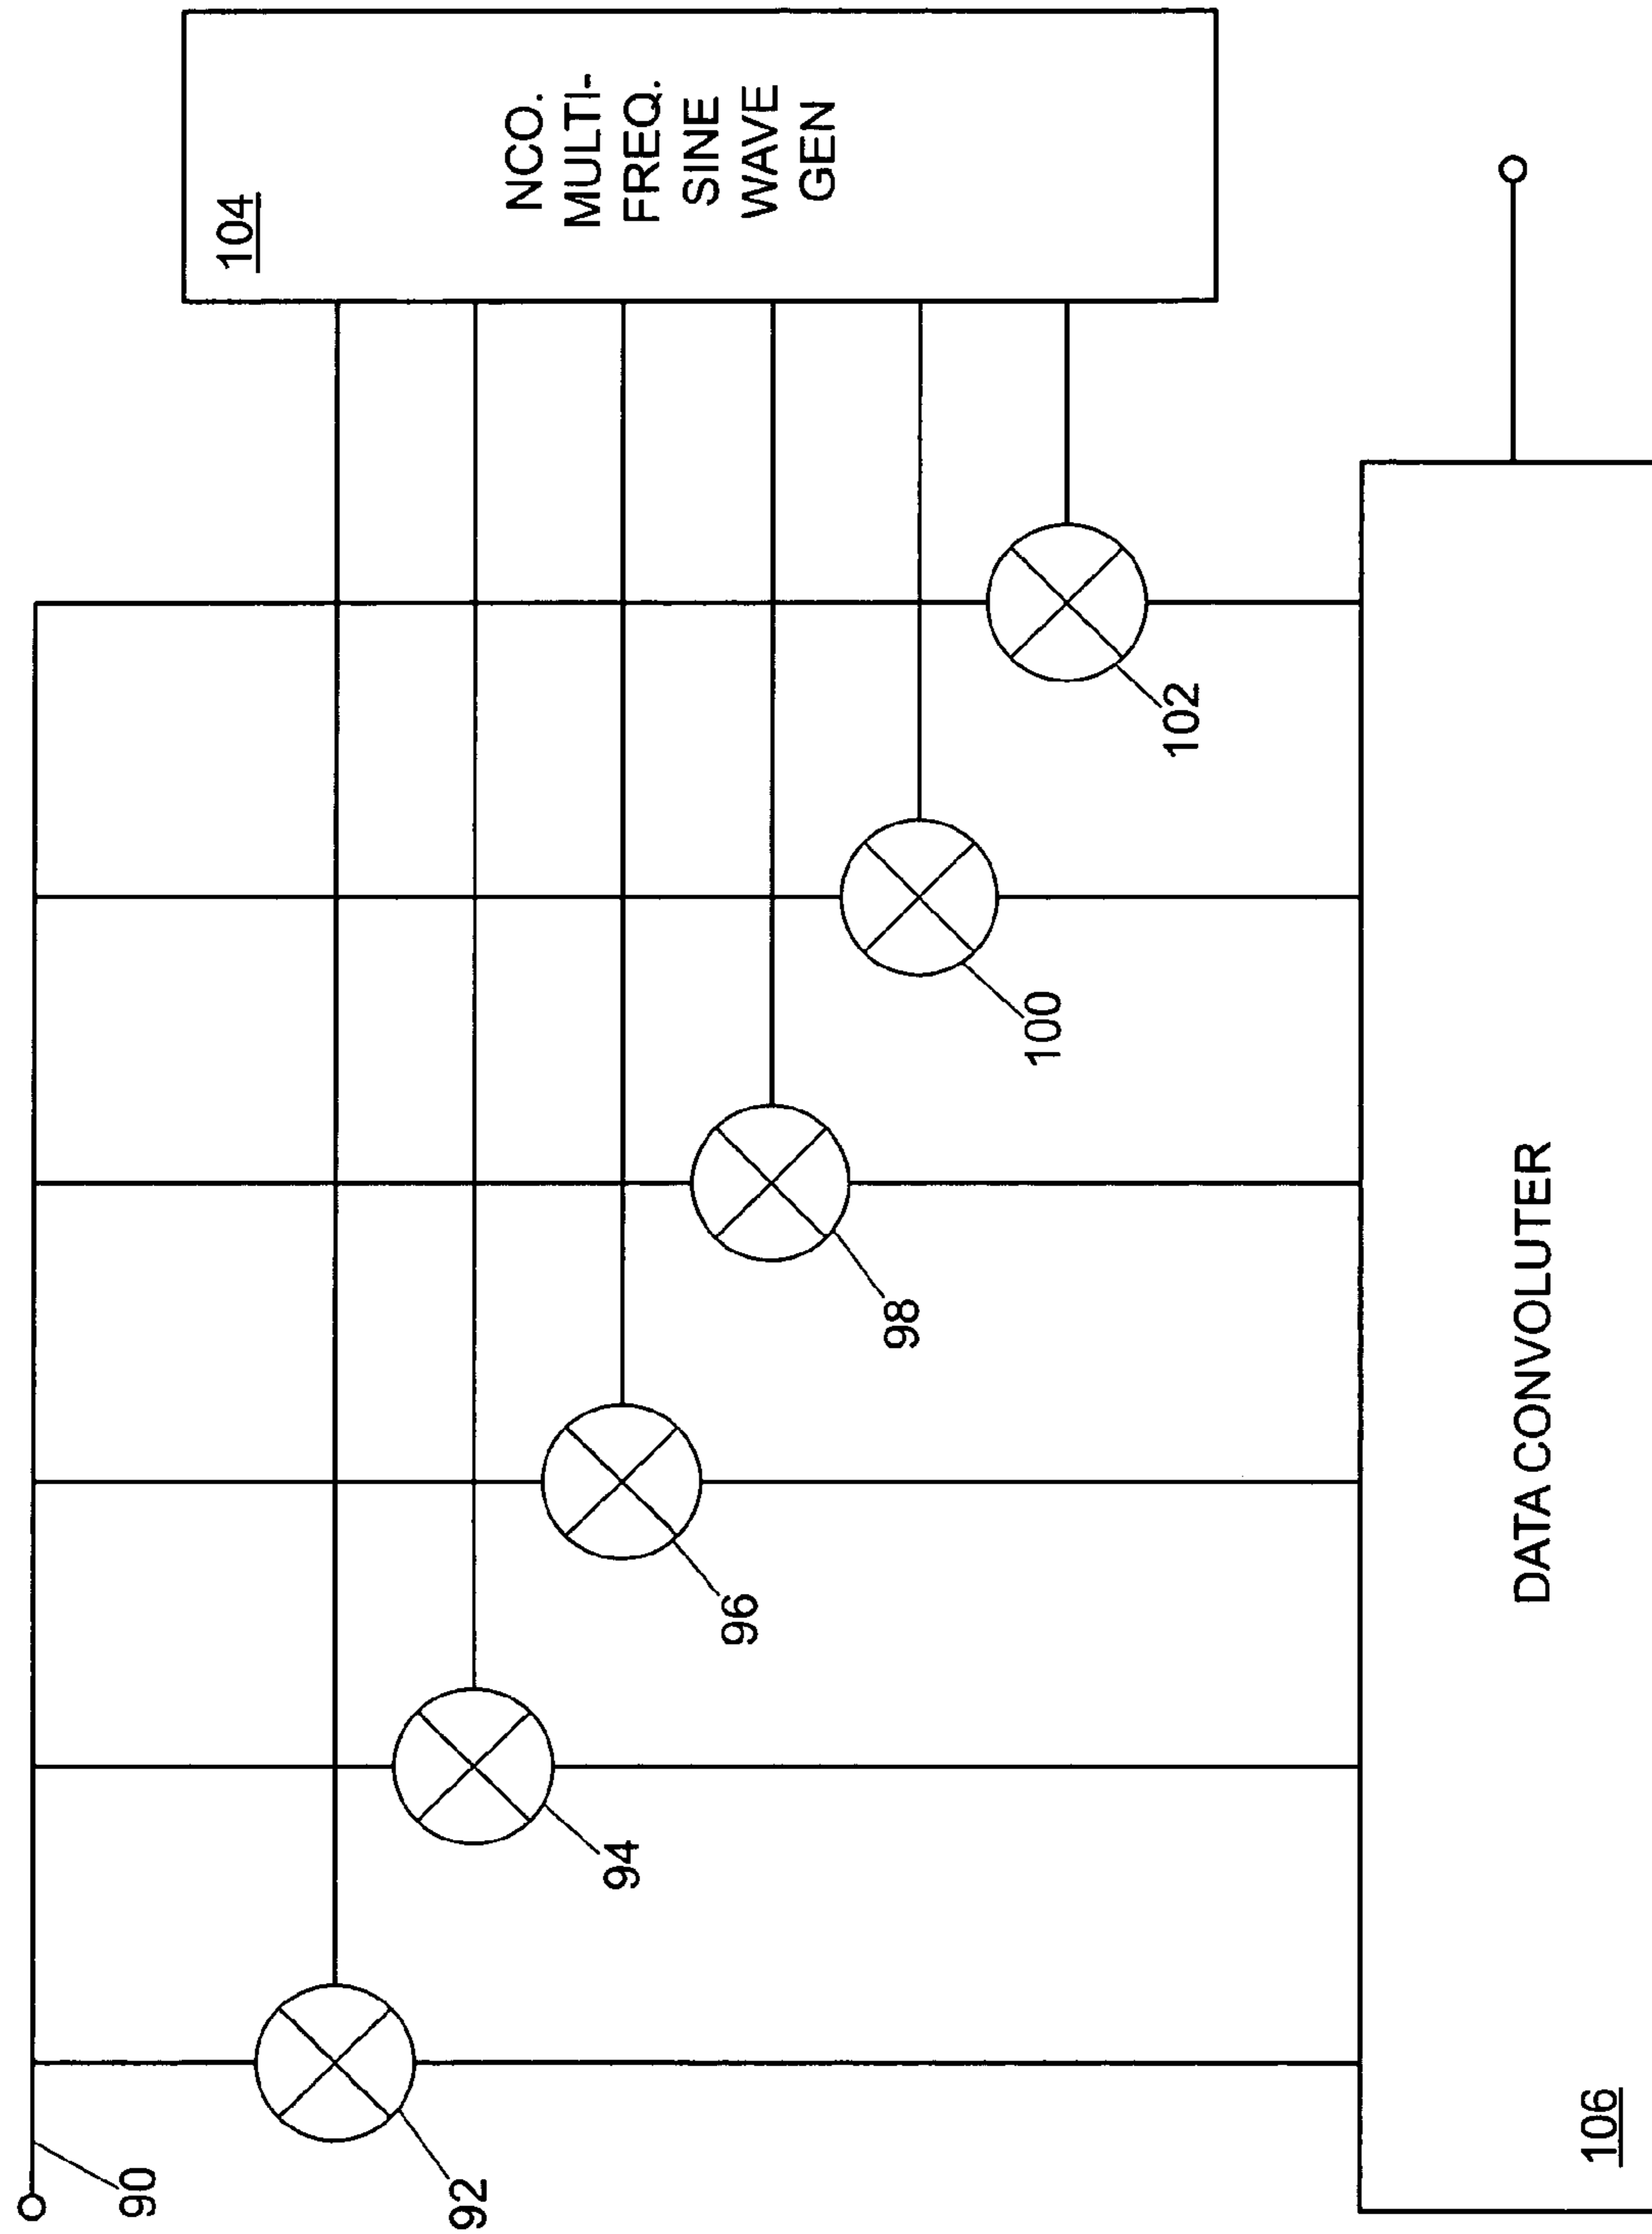 90
92
94
96
98
100
102
104
NCO.
MULTI-
FREQ.
SINE
WAVE
GEN
106
DATA CONVOLUTER